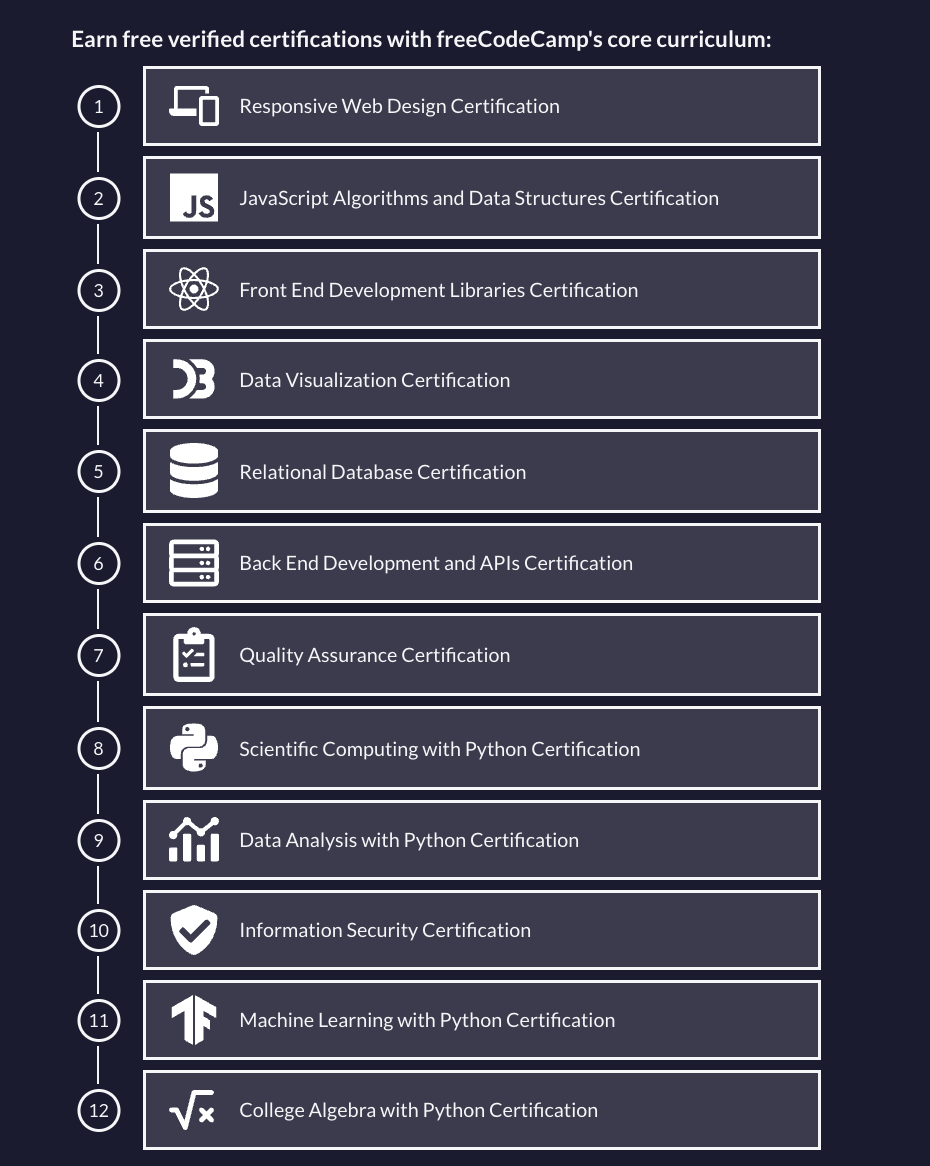 Earn free verified certifications with freeCodeCamp's core curriculum:
1 Responsive Web Design Certification
2 JS JavaScript Algorithms and Data Structures Certification
3 Front End Development Libraries Certification
4 Data Visualization Certification
5 Relational Database Certification
6 Back End Development and APIs Certification
7 Quality Assurance Certification
8 Scientific Computing with Python Certification
9 Data Analysis with Python Certification
10 Information Security Certification
11 Machine Learning with Python Certification
12 College Algebra with Python Certification